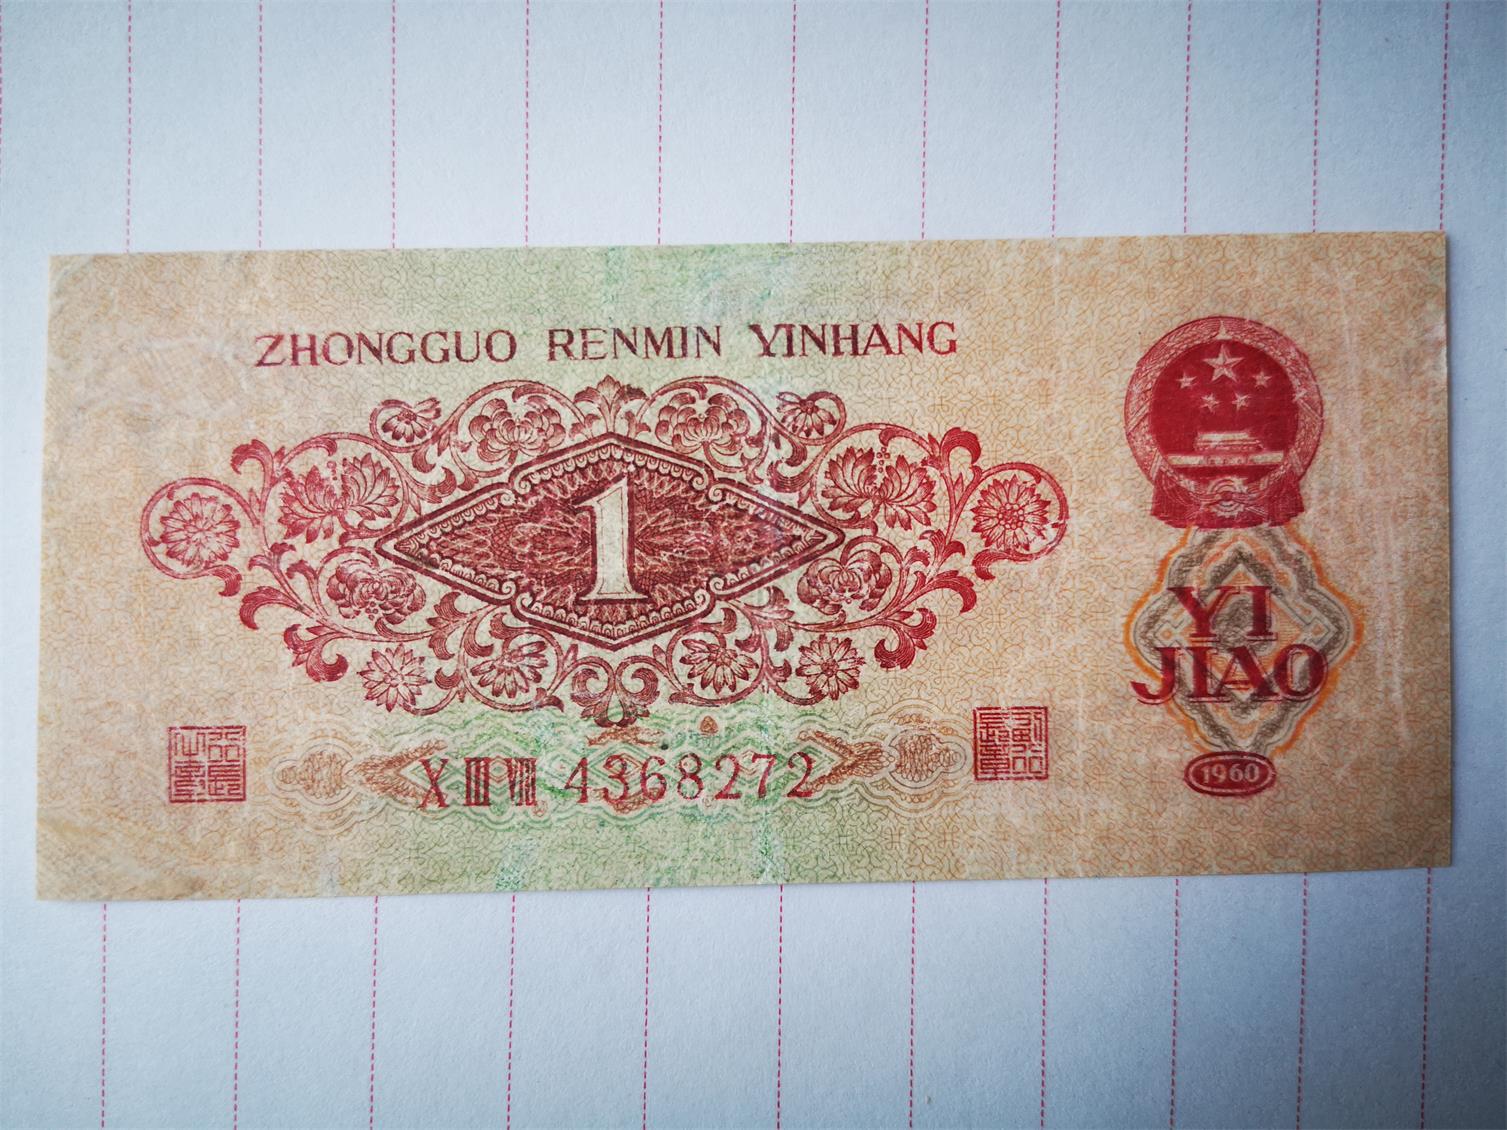 ZHONGGUO RENMIN YINHANG
1
YI
JIAO
X III VIII 4368272
1960